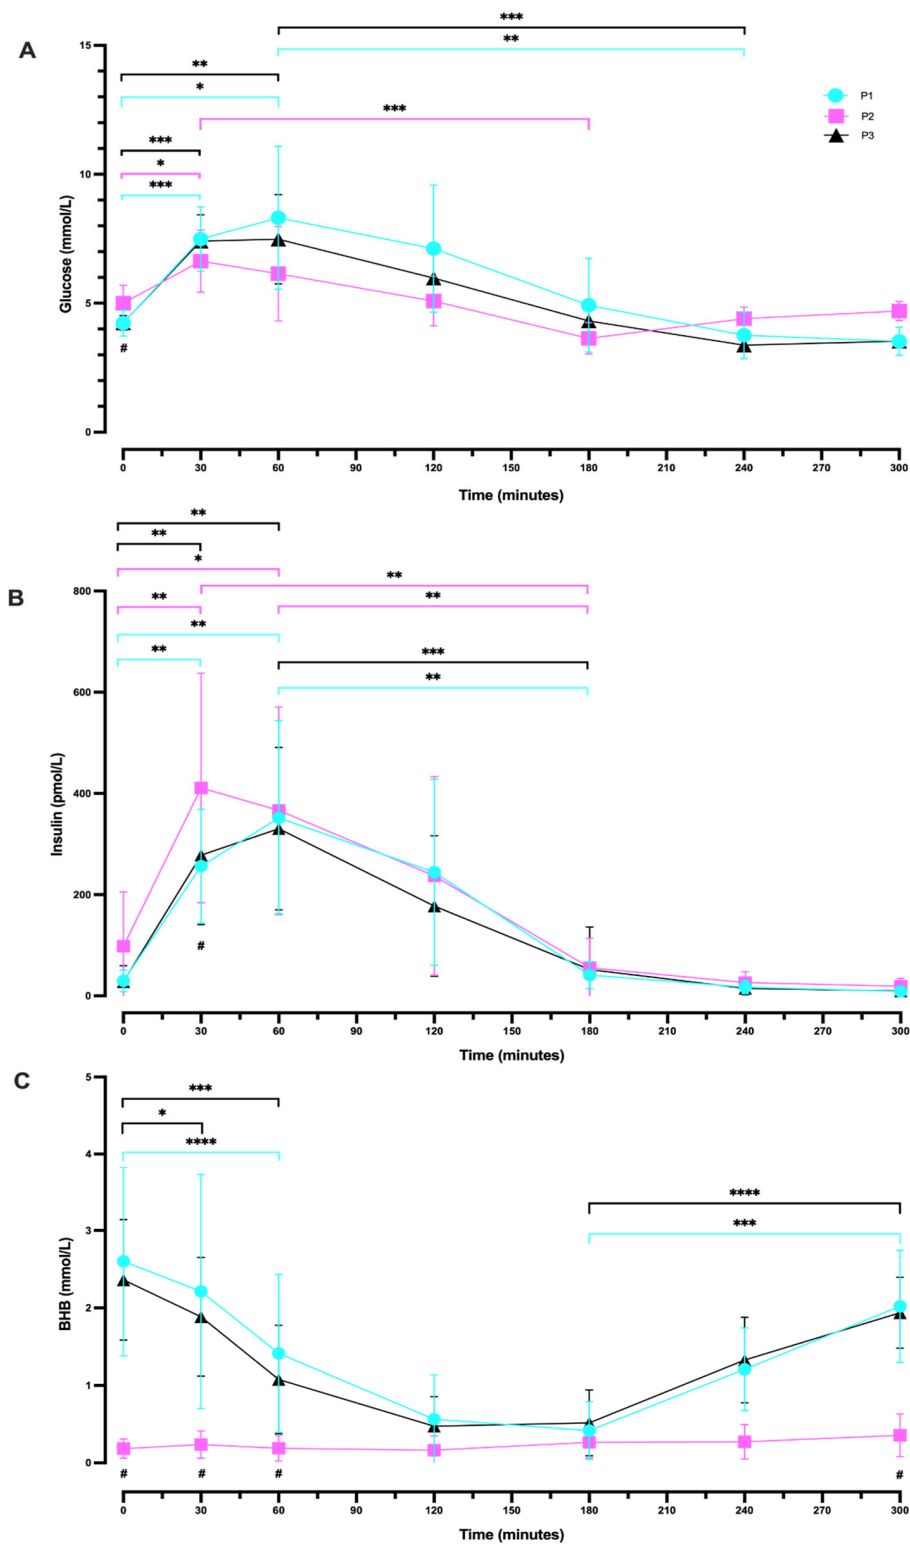 ***
A
15
**
**
*
***
P1
P2
P3
***
*
***
10
Glucose (mmol/L)
5
#
0
0 30 60 90 120 150 180 210 240 270 300
Time (minutes)
**
**
*
**
B
800
**
**
**
***
**
**
600
400
Insulin (pmol/L)
200
#
0
0 30 60 90 120 150 180 210 240 270 300
Time (minutes)
C
5
***
*
****
4
****
***
3
BHB (mmol/L)
2
1
0
# # # #
0 30 60 90 120 150 180 210 240 270 300
Time (minutes)